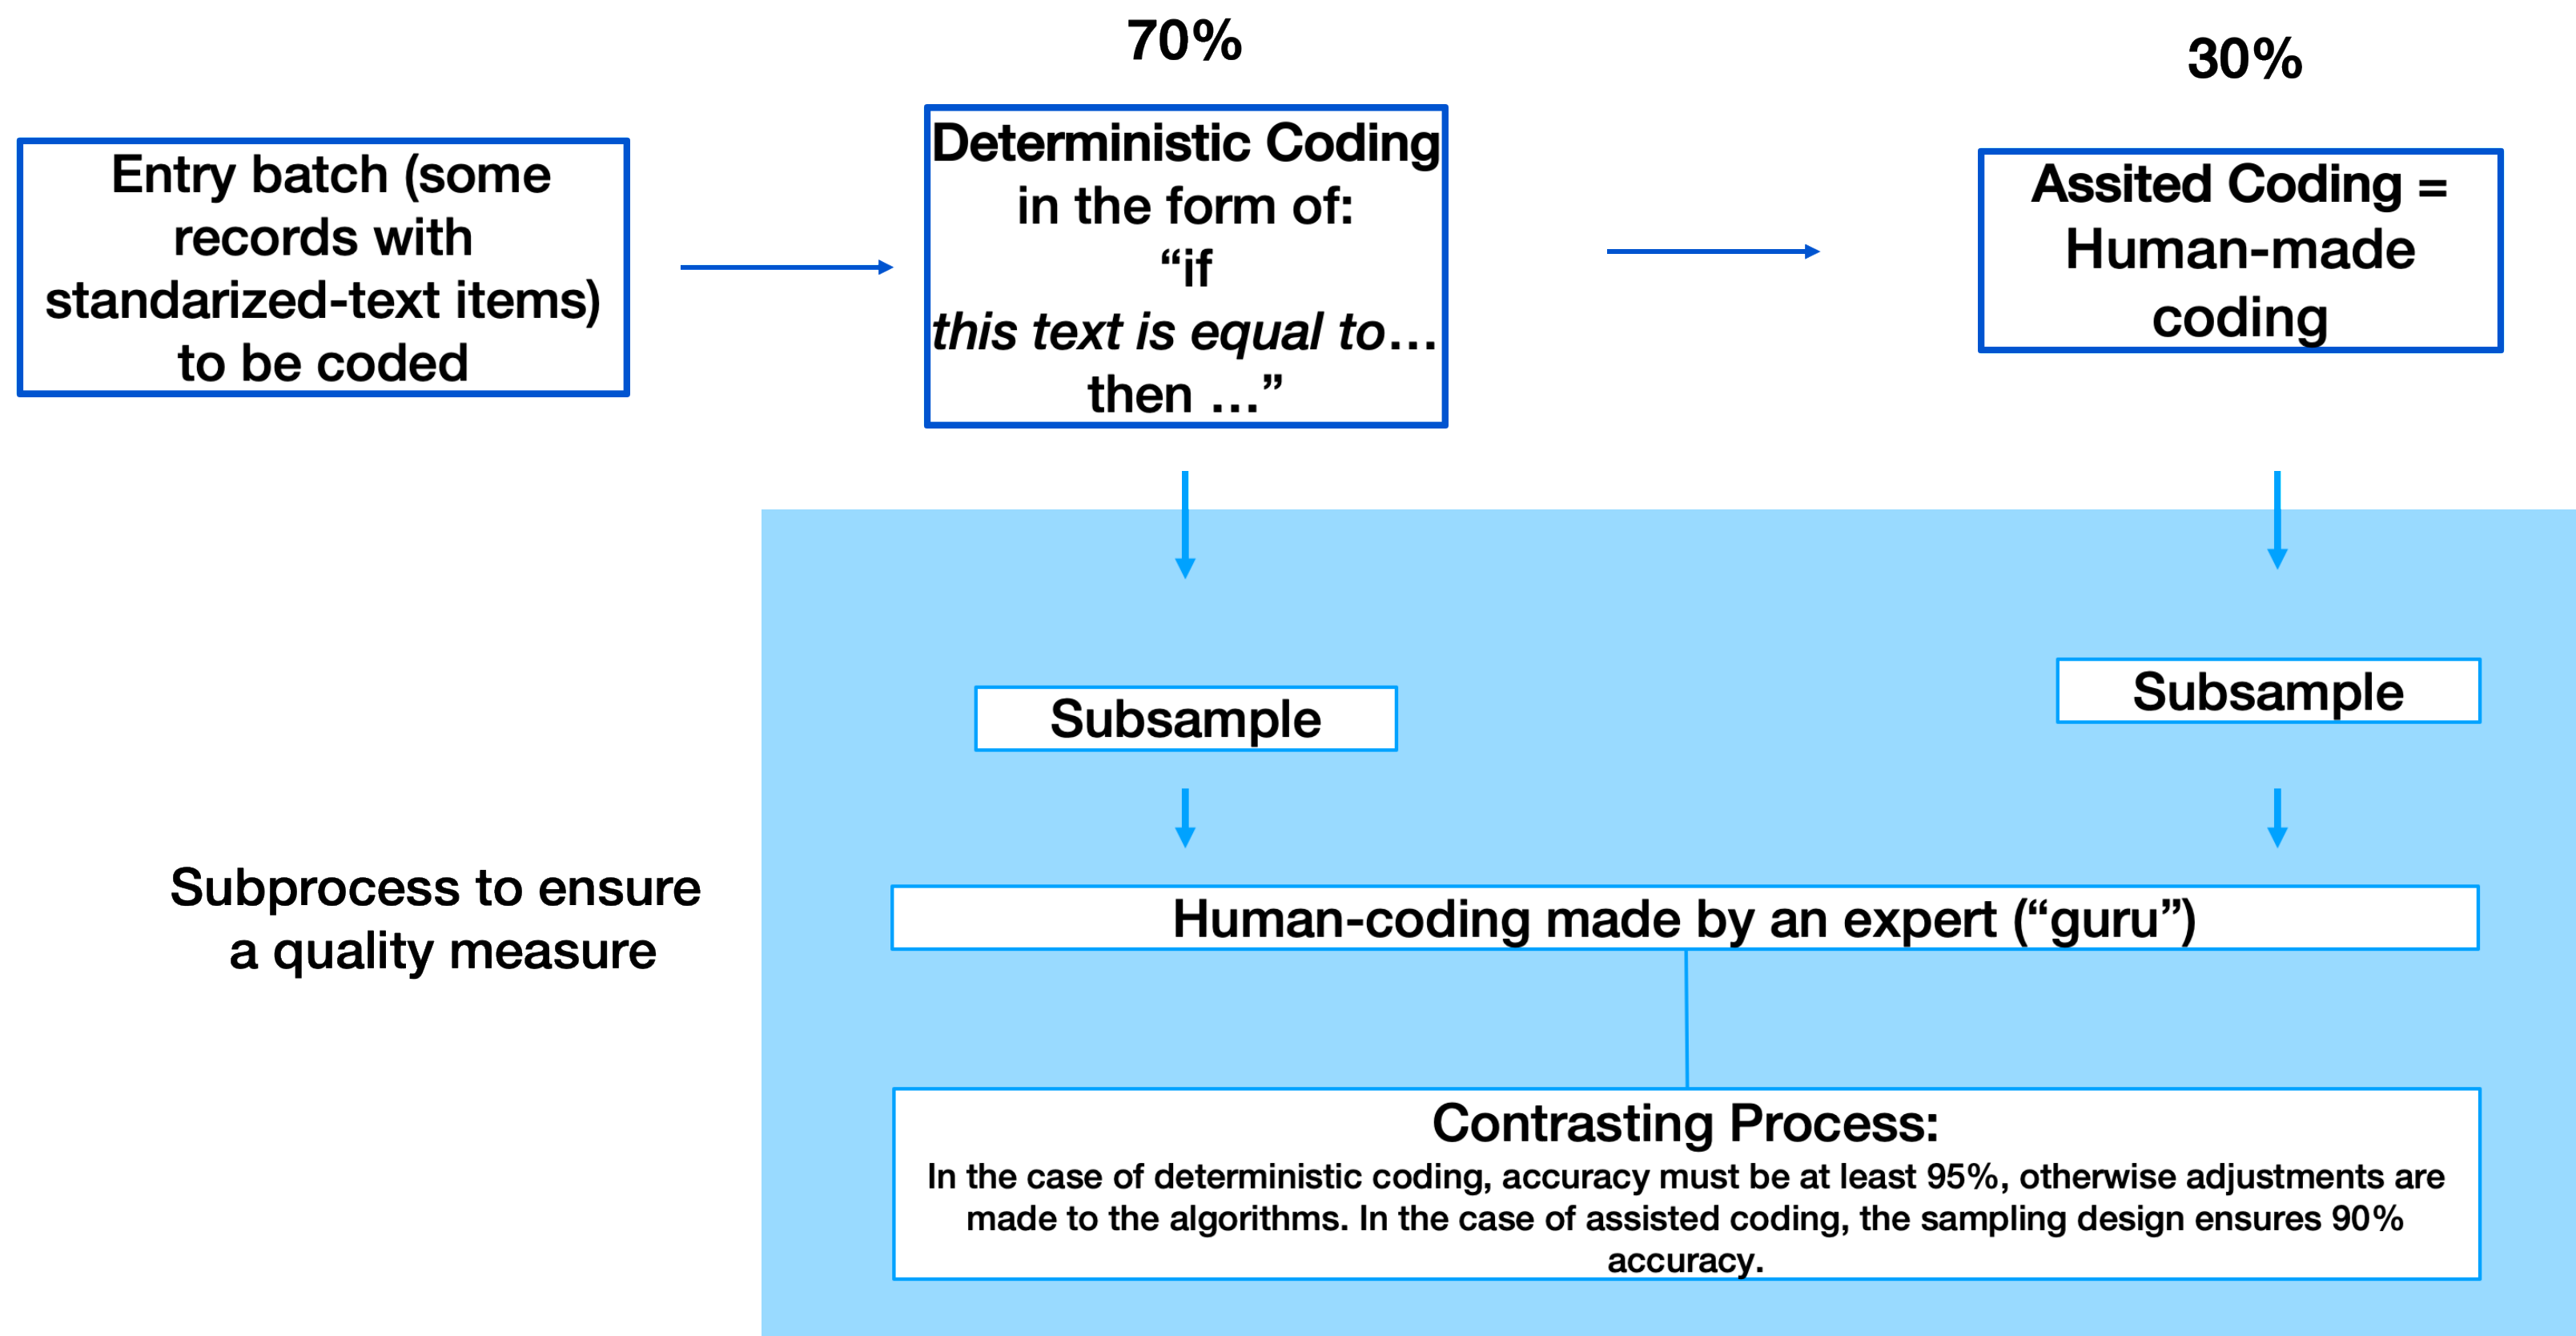 70%
30%
Entry batch (some
records with
standarized-text items)
to be coded
Deterministic Coding
in the form of:
“if
this text is equal to…
then …”
Assited Coding =
Human-made
coding
Subsample
Subsample
Subprocess to ensure
a quality measure
Human-coding made by an expert (“guru”)
Contrasting Process:
In the case of deterministic coding, accuracy must be at least 95%, otherwise adjustments are
made to the algorithms. In the case of assisted coding, the sampling design ensures 90%
accuracy.